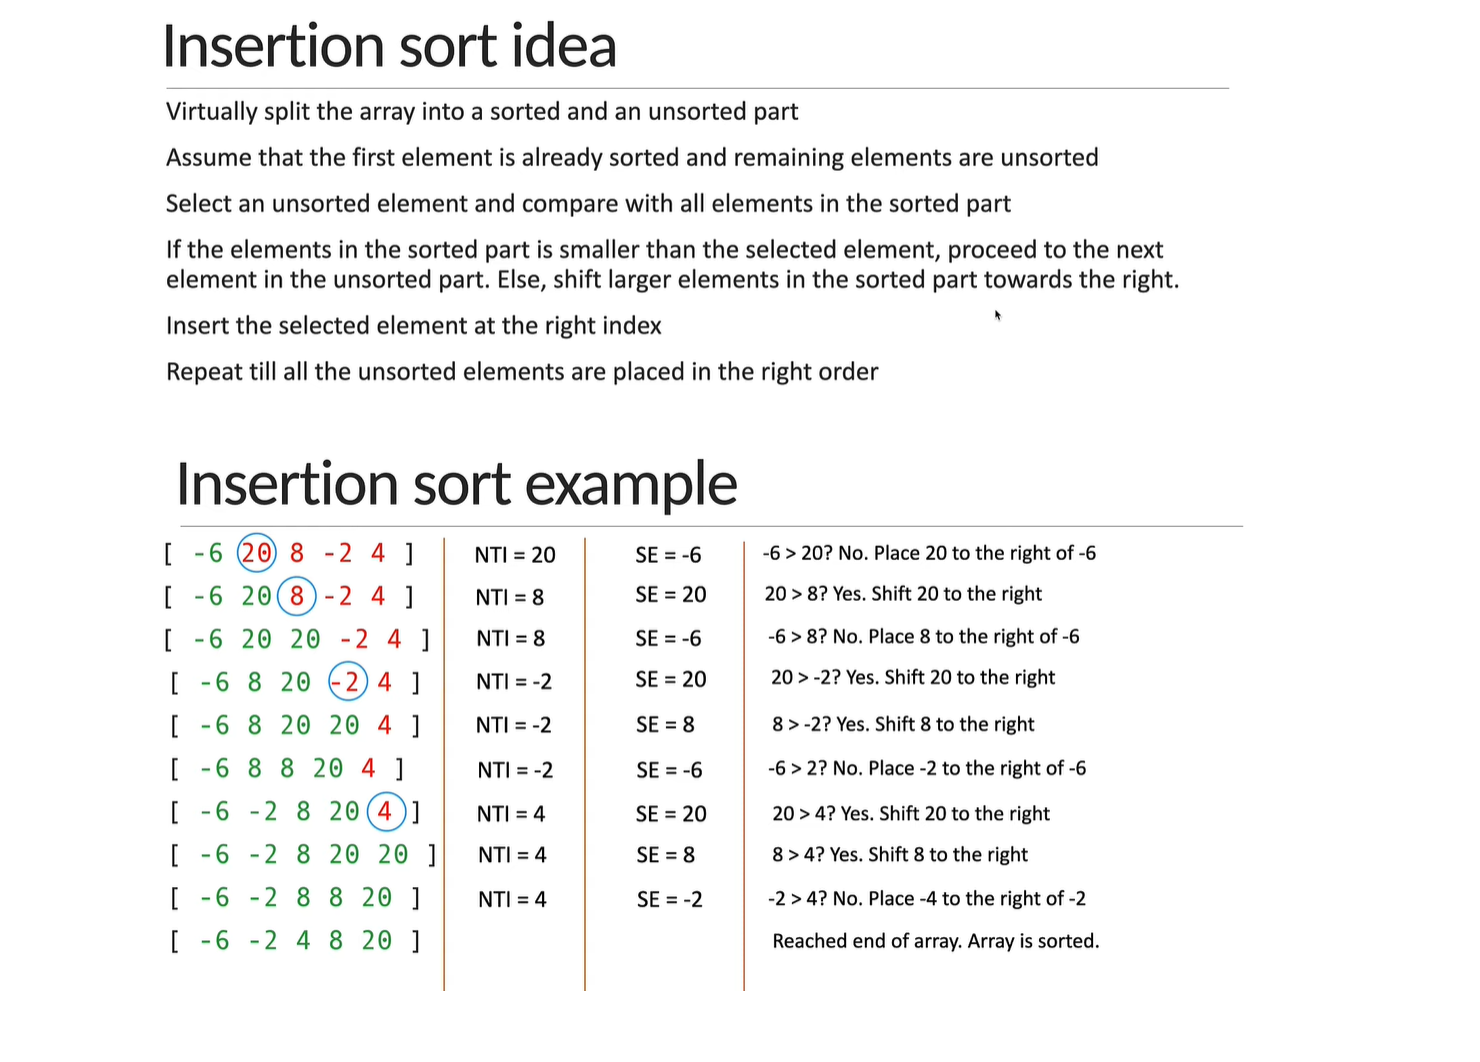 Insertion sort idea
Virtually split the array into a sorted and an unsorted part
Assume that the first element is already sorted and remaining elements are unsorted
Select an unsorted element and compare with all elements in the sorted part
If the elements in the sorted part is smaller than the selected element, proceed to the next
element in the unsorted part. Else, shift larger elements in the sorted part towards the right.
Insert the selected element at the right index
Repeat till all the unsorted elements are placed in the right order
Insertion sort example
[ -6 20 8 -2 4 ] NTI = 20 SE = -6 -6 > 20? No. Place 20 to the right of -6
[ -6 20 8 -2 4 ] NTI = 8 SE = 20 20 > 8? Yes. Shift 20 to the right
[ -6 20 20 -2 4 ] NTI = 8 SE = -6 -6 > 8? No. Place 8 to the right of -6
[ -6 8 20 -2 4 ] NTI = -2 SE = 20 20 > -2? Yes. Shift 20 to the right
[ -6 8 20 20 4 ] NTI = -2 SE = 8 8 > -2? Yes. Shift 8 to the right
[ -6 8 8 20 4 ] NTI = -2 SE = -6 -6 > 2? No. Place -2 to the right of -6
[ -6 -2 8 20 4 ] NTI = 4 SE = 20 20 > 4? Yes. Shift 20 to the right
[ -6 -2 8 20 20 ] NTI = 4 SE = 8 8 > 4? Yes. Shift 8 to the right
[ -6 -2 8 8 20 ] NTI = 4 SE = -2 -2 > 4? No. Place -4 to the right of -2
[ -6 -2 4 8 20 ] Reached end of array. Array is sorted.